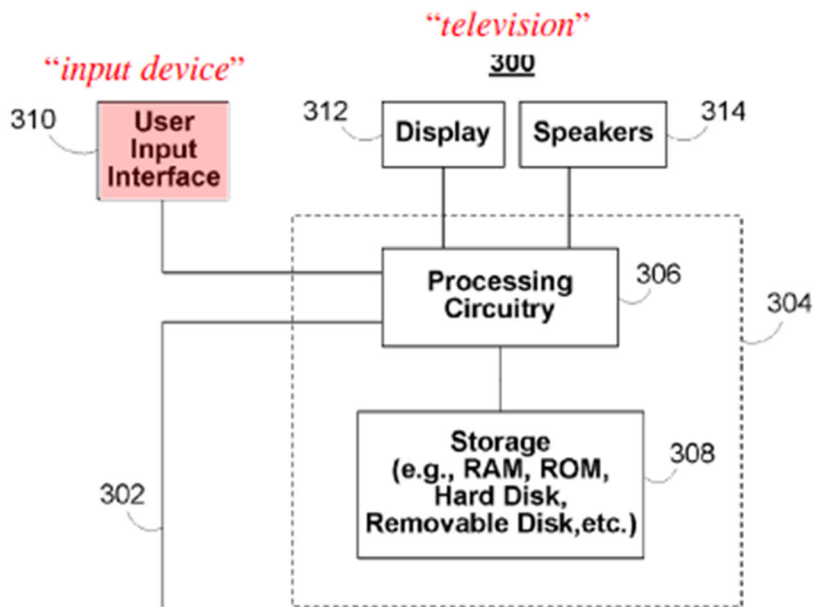 “television”
“input device”
300
310
User
Input
Interface
312
Display
Speakers
314
Processing
Circuitry
306
304
Storage
(e.g., RAM, ROM,
Hard Disk,
Removable Disk,etc.)
308
302